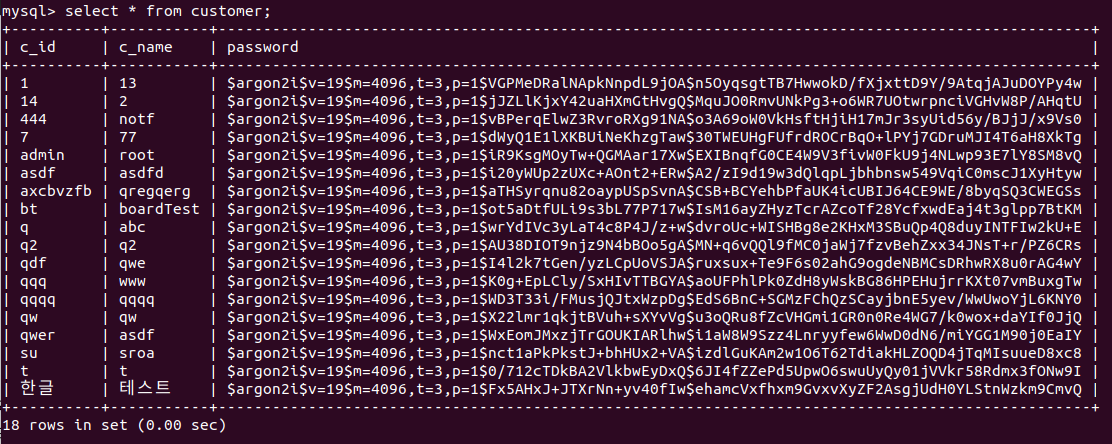 mysql> select * from customer;
+----------+-----------+------------------------------------------------------------------------------------------------+
| c_id | c_name | password |
+----------+-----------+------------------------------------------------------------------------------------------------+
| 1 | 13 | $argon2i$v=19$m=4096,t=3,p=1$VGPMeDRalNApkNnpdL9jOA$n5OyqsgtTB7HwwokD/fXjxttD9Y/9AtqjAJuDOYPy4w
| 14 | 2 | $argon2i$v=19$m=4096,t=3,p=1$jJZLlKjxY42uaHXmGtHvgQ$MquJO0RmvUNkPg3+o6WR7UOtwrpnciVGHvW8P/AHqtU
| 444 | notf | $argon2i$v=19$m=4096,t=3,p=1$vBPerqElwZ3RvroRXg91NA$o3A69oW0VkHsftHjiH17mJr3syUid56y/BJjJ/x9Vs0
| 7 | 77 | $argon2i$v=19$m=4096,t=3,p=1$dWyQ1E1lXKBUiNeKhzgTaw$30TWEUHgFUfrdROCrBqO+lPYj7GDruMJI4T6aH8XkTg
| admin | root | $argon2i$v=19$m=4096,t=3,p=1$iR9KsgMOyTw+QGMAar17Xw$EXIBnqfG0CE4W9V3fivW0FkU9j4NLwp93E7lY8SM8vQ
| asdf | asdfd | $argon2i$v=19$m=4096,t=3,p=1$i20yWUp2zUXc+AOnt2+ERw$A2/zI9d19w3dQlqpLjbhbnsw549VqiC0mscJ1XyHtyw
| axcbvzfb | qregqerg | $argon2i$v=19$m=4096,t=3,p=1$aTHSyrqnu82oaypUSpSvnA$CSB+BCYehbPfaUK4icUBIJ64CE9WE/8byqSQ3CWEGSs
| bt | boardTest | $argon2i$v=19$m=4096,t=3,p=1$ot5aDtfULi9s3bL77P717w$IsM16ayZHyzTcrAZcoTf28YcfxwdEaj4t3glpp7BtKM
| q | abc | $argon2i$v=19$m=4096,t=3,p=1$wrYdIVc3yLaT4c8P4J/z+w$dvroUc+WISHBg8e2KHxM3SBuQp4Q8duyINTFIw2kU+E
| q2 | q2 | $argon2i$v=19$m=4096,t=3,p=1$AU38DIOT9njz9N4bBOo5gA$MN+q6vQQl9fMC0jaWj7fzvBehZxx34JNsT+r/PZ6CRs
| qdf | qwe | $argon2i$v=19$m=4096,t=3,p=1$I4l2k7tGen/yzLCpUoVSJA$ruxsux+Te9F6s02ahG9ogdeNBMCsDRhwRX8u0rAG4wY
| qqq | www | $argon2i$v=19$m=4096,t=3,p=1$K0g+EpLCly/SxHIvTTBGYA$aoUFPhlPk0ZdH8yWskBG86HPEHujrrKXt07vmBuxgTw
| qqqq | qqqq | $argon2i$v=19$m=4096,t=3,p=1$WD3T33i/FMusjQJtxWzpDg$EdS6BnC+SGMzFChQzSCayjbnE5yev/WwUwoYjL6KNY0
| qw | qw | $argon2i$v=19$m=4096,t=3,p=1$X22lmr1qkjtBVuh+sXYvVg$u3oQRu8fZcVHGmi1GR0n0Re4WG7/k0wox+daYIf0JjQ
| qwer | asdf | $argon2i$v=19$m=4096,t=3,p=1$WxEomJMxzjTrGOUKIARlhw$i1aW8W9Szz4Lnryyfew6WwD0dN6/miYGG1M90j0EaIY
| su | sroa | $argon2i$v=19$m=4096,t=3,p=1$nct1aPkPkstJ+bhHUx2+VA$izdlGuKAm2w1O6T62TdiakHLZOQD4jTqMIsuueD8xc8
| t | t | $argon2i$v=19$m=4096,t=3,p=1$0/712cTDkBA2VlkbwEyDxQ$6JI4fZZePd5UpwO6swuUyQy01jVVkr58Rdmx3fONw9I
| 한글 | 테스트 | $argon2i$v=19$m=4096,t=3,p=1$Fx5AHxJ+JTXrNn+yv40fIw$ehamcVxfhxm9GvxvXyZF2AsgjUdH0YLStnWzkm9CmvQ
+----------+-----------+------------------------------------------------------------------------------------------------+
18 rows in set (0.00 sec)